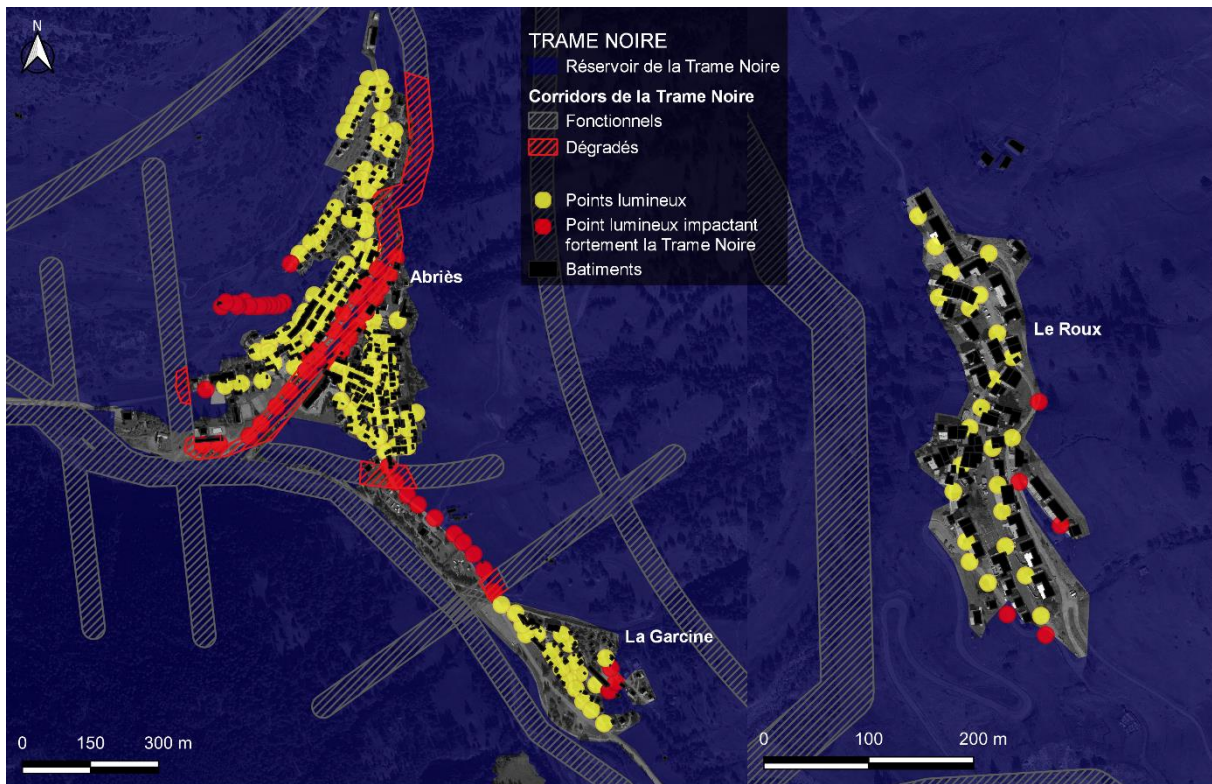 N
TRAME NOIRE
Réservoir de la Trame Noire
Corridors de la Trame Noire
Fonctionnels
Dégradés
Points lumineux
Point lumineux impactant
fortement la Trame Noire
Batiments
Abriès
Le Roux
La Garcine
0 150 300 m
0 100 200 m